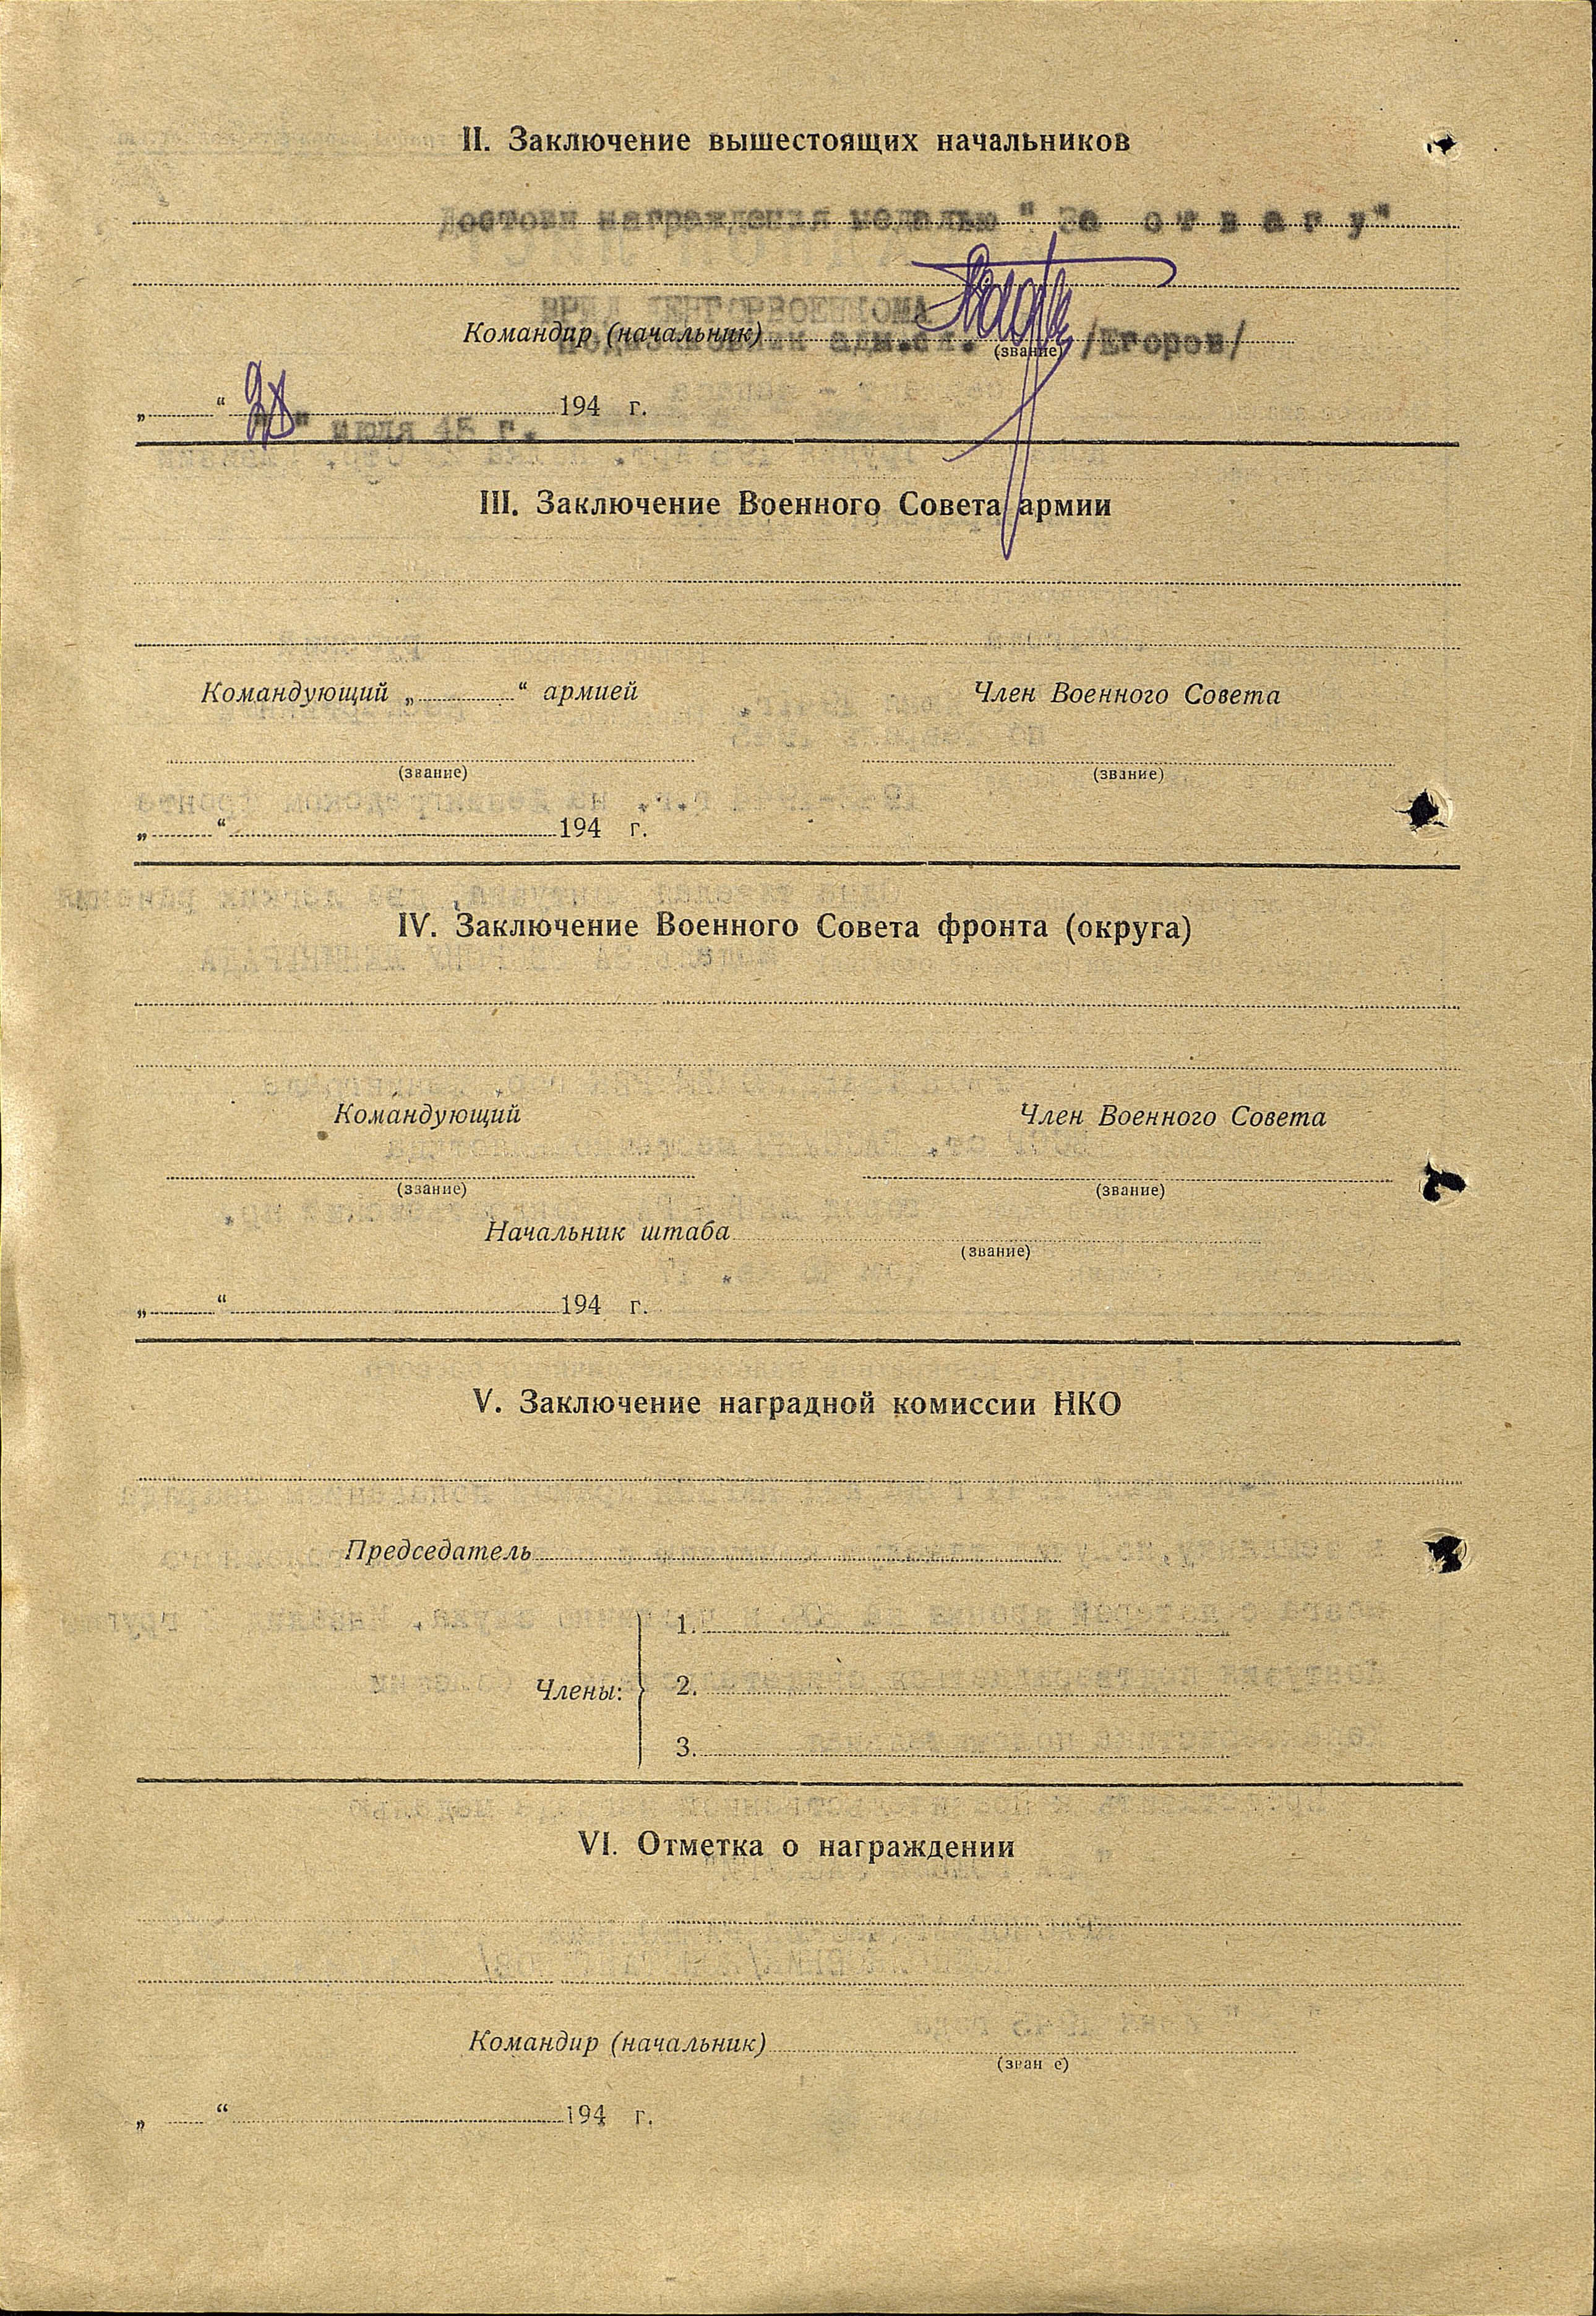 II. Заключение вышестоящих начальников
Достоин награждения медалью "За отвагу"
ВРИД ЛЕНГОРВОЕНКОМА
Командир (начальник)
адм.сл. /Егоров/
(звание)
„ “ 194 г.
28 " июля 45 г.
III. Заключение Военного Совета армии
Командующий „ “ армией Член Военного Совета
(звание) (звание)
„ “ 194 г.
IV. Заключение Военного Совета фронта (округа)
Командующий Член Военного Совета
(звание) (звание)
Начальник штаба
(звание)
„ “ 194 г.
V. Заключение наградной комиссии НКО
Председатель
1.
Члены: 2.
3.
VI. Отметка о награждении
Командир (начальник)
(зван е)
„ “ 194 г.